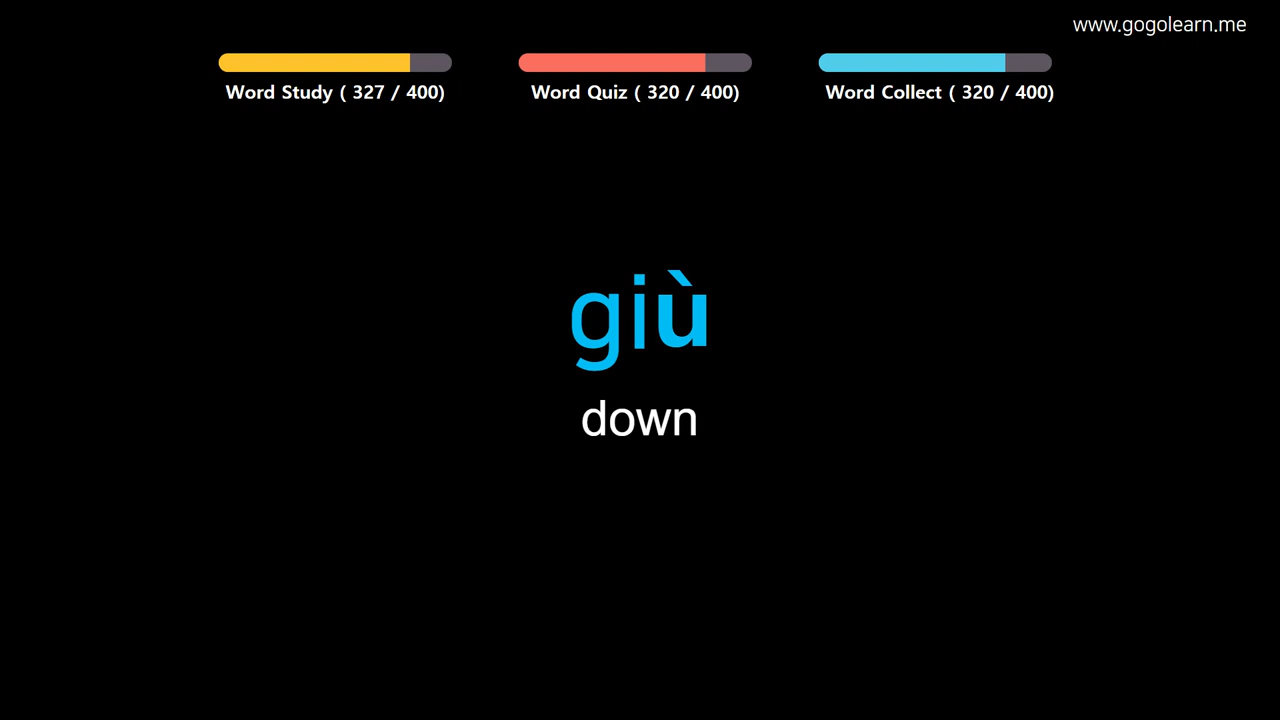 www.gogolearn.me
Word Study ( 327 / 400)
Word Quiz ( 320 / 400)
Word Collect ( 320 / 400)
giù
down